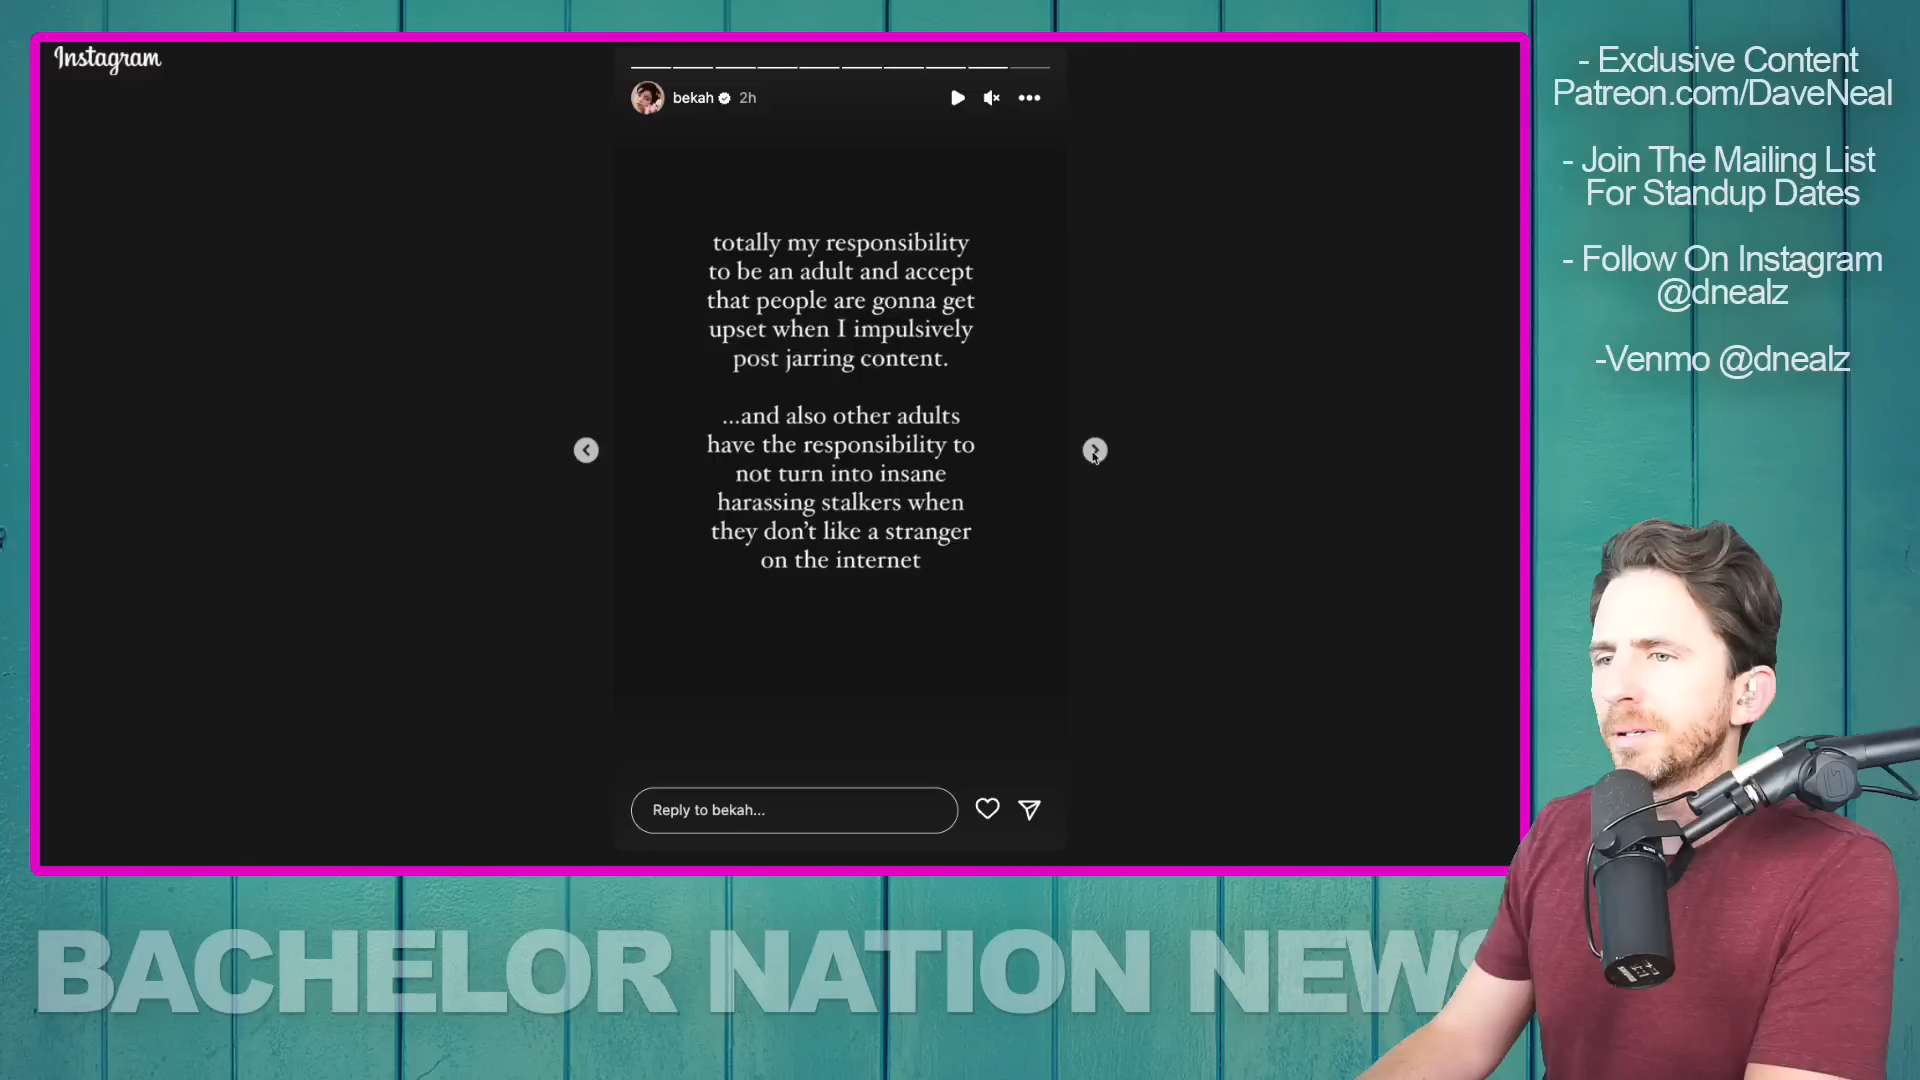 Instagram
bekah 2h
totally my responsibility
to be an adult and accept
that people are gonna get
upset when I impulsively
post jarring content.
...and also other adults
have the responsibility to
not turn into insane
harassing stalkers when
they don't like a stranger
on the internet
Reply to bekah...
- Exclusive Content
Patreon.com/DaveNeal
- Join The Mailing List
For Standup Dates
- Follow On Instagram
@dnealz
-Venmo @dnealz
BACHELOR NATION NEWS